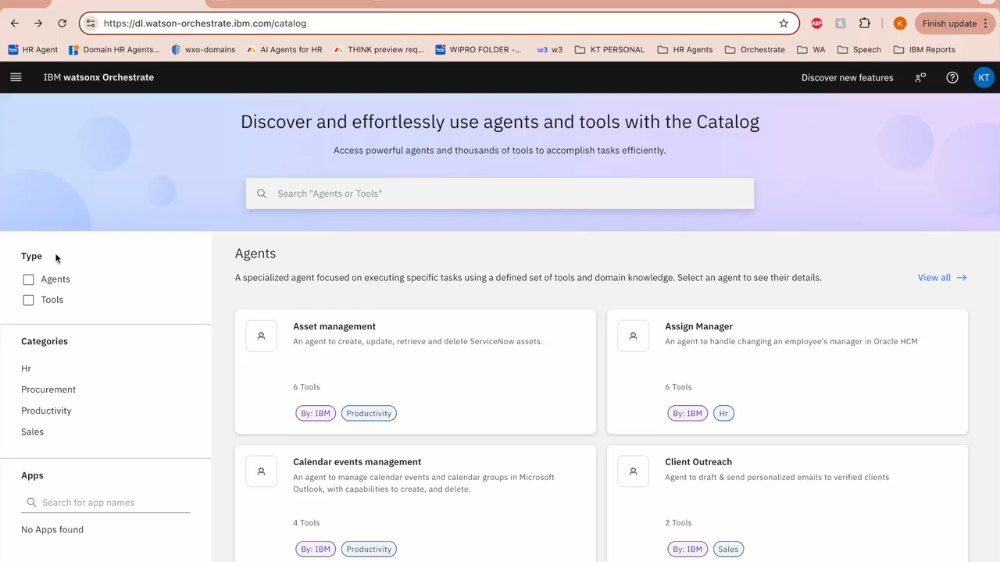 https://dl.watson-orchestrate.ibm.com/catalog
ABP
K
Finish update
box HR Agent
Domain HR Agents...
wxo-domains
AI Agents for HR
THINK preview req...
box WIPRO FOLDER -...
w3 w3
KT PERSONAL
HR Agents
Orchestrate
WA
Speech
IBM Reports
IBM watsonx Orchestrate
Discover new features
KT
Discover and effortlessly use agents and tools with the Catalog
Access powerful agents and thousands of tools to accomplish tasks efficiently.
Search "Agents or Tools"
Type
Agents
Tools
Categories
Hr
Procurement
Productivity
Sales
Apps
Search for app names
No Apps found
Agents
A specialized agent focused on executing specific tasks using a defined set of tools and domain knowledge. Select an agent to see their details.
View all
Asset management
An agent to create, update, retrieve and delete ServiceNow assets.
6 Tools
By: IBM
Productivity
Assign Manager
An agent to handle changing an employee's manager in Oracle HCM
6 Tools
By: IBM
Hr
Calendar events management
An agent to manage calendar events and calendar groups in Microsoft
Outlook, with capabilities to create, and delete.
4 Tools
By: IBM
Productivity
Client Outreach
Agent to draft & send personalized emails to verified clients
2 Tools
By: IBM
Sales